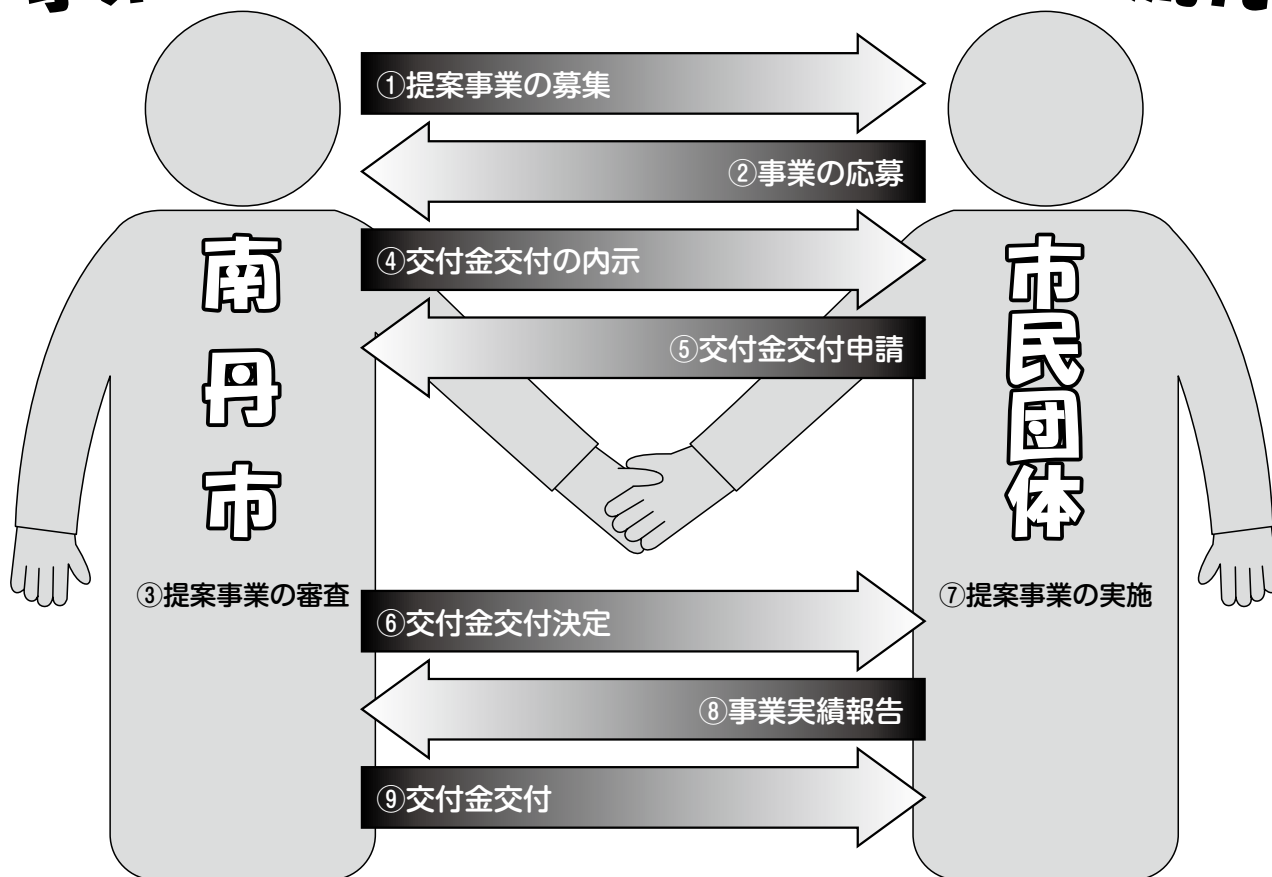 ①提案事業の募集
②事業の応募
④交付金交付の内示
⑤交付金交付申請
南丹市
市民団体
③提案事業の審査
⑦提案事業の実施
⑥交付金交付決定
⑧事業実績報告
⑨交付金交付